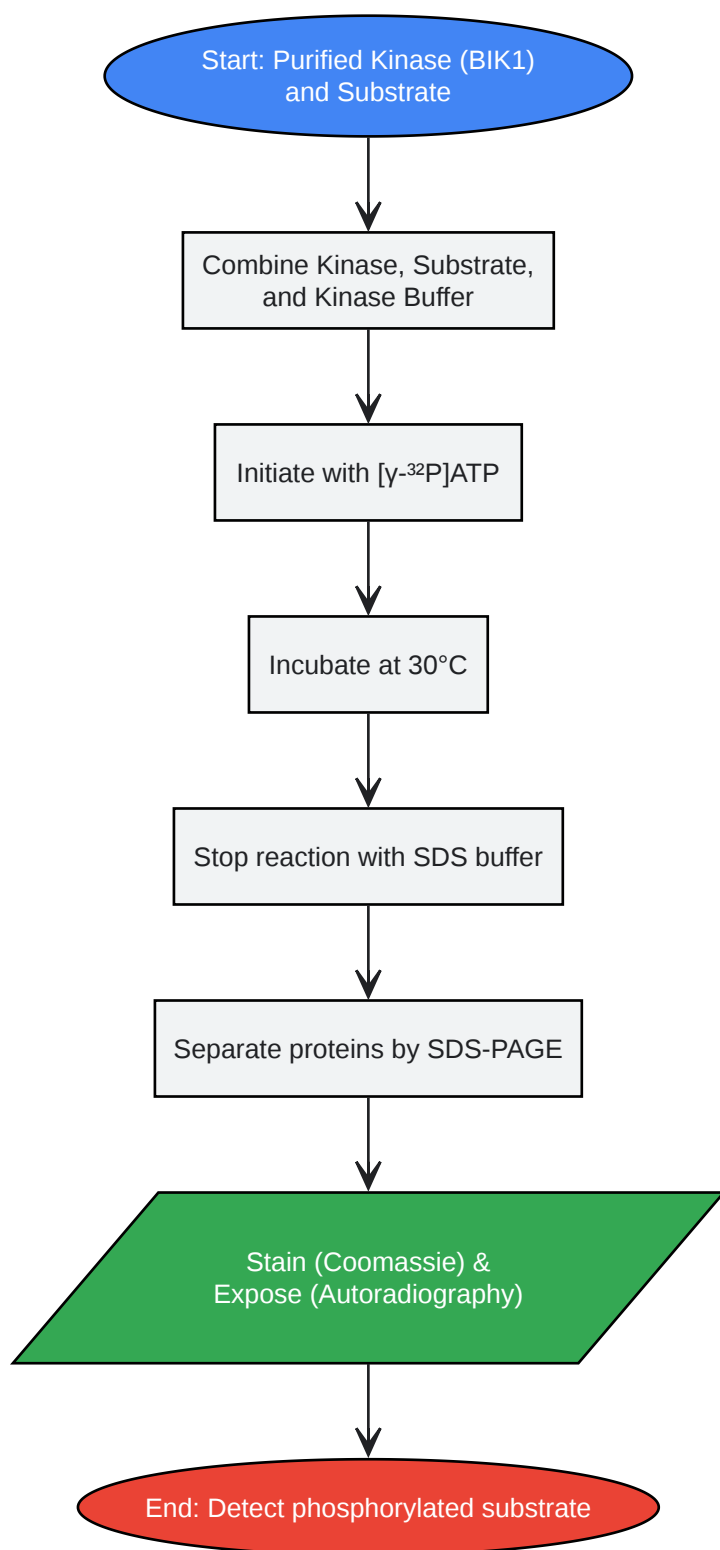 Start: Purified Kinase (BIK1)
and Substrate
Combine Kinase, Substrate,
and Kinase Buffer
Initiate with [γ-³²P]ATP
Incubate at 30°C
Stop reaction with SDS buffer
Separate proteins by SDS-PAGE
Stain (Coomassie) &
Expose (Autoradiography)
End: Detect phosphorylated substrate